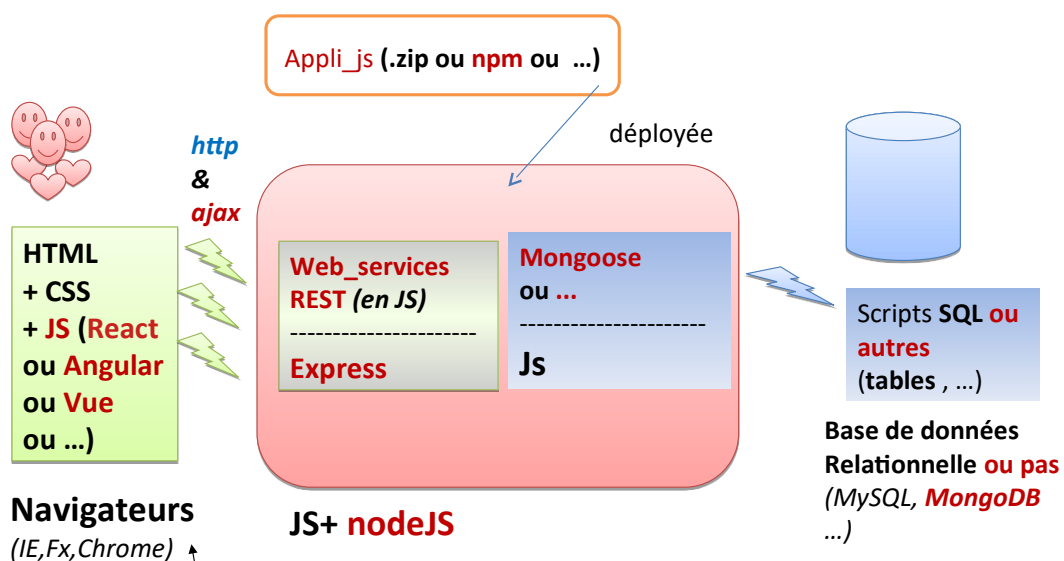 Appli_js (.zip ou npm ou …)
déployée
http
&
ajax
HTML
+ CSS
+ JS (React
ou Angular
ou Vue
ou …)
Navigateurs
(IE,Fx,Chrome)
Web_services
REST (en JS)
-----------------------
Express
Mongoose
ou ...
-----------------------
Js
JS+ nodeJS
Scripts SQL ou
autres
(tables , …)
Base de données
Relationnelle ou pas
(MySQL, MongoDB
…)